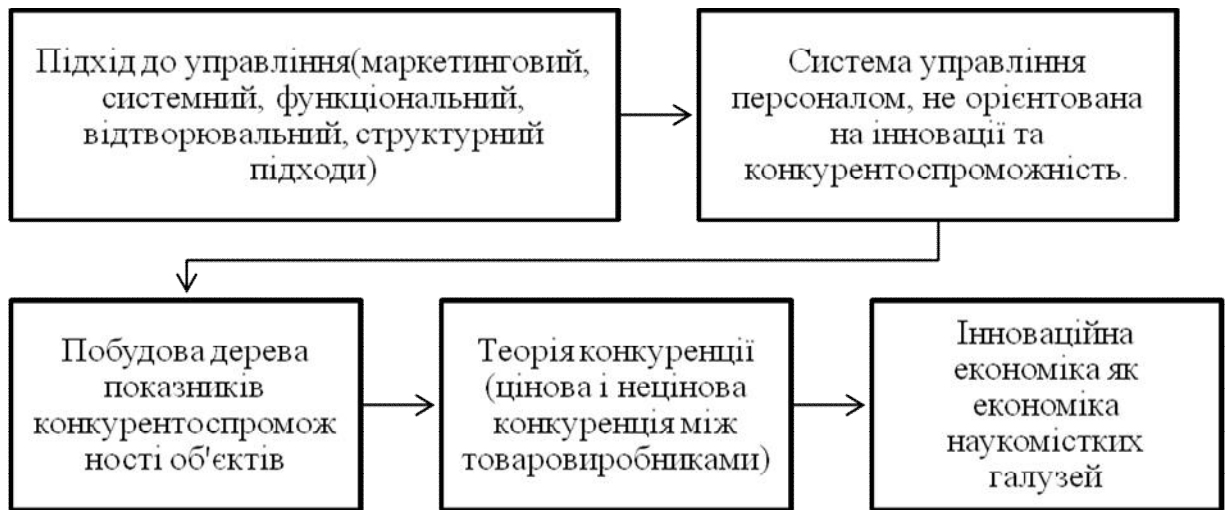 Підхід до управління(маркетинговий,
системний, функціональний,
відтворювальний, структурний
підходи)
Система управління
персоналом, не орієнтована
на інновації та
конкурентоспроможність.
Побудова дерева
показників
конкурентоспромож
ності об'єктів
Теорія конкуренції
(цінова і нецінова
конкуренція між
товаровиробниками)
Інноваційна
економіка як
економіка
наукомістких
галузей